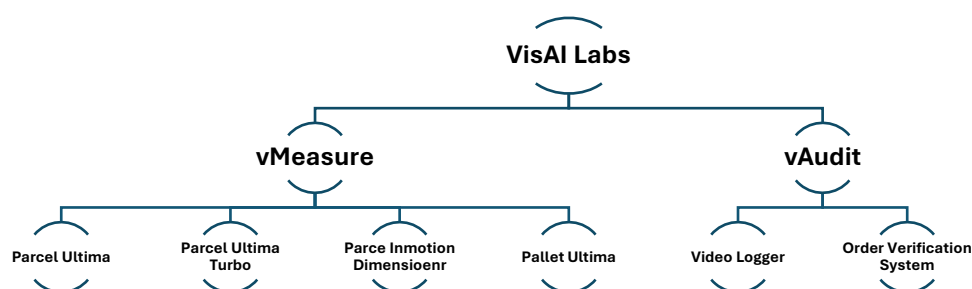 VisAI Labs
vMeasure
vAudit
Parcel Ultima
Parcel Ultima
Turbo
Parce Inmotion
Dimensioenr
Pallet Ultima
Video Logger
Order Verification
System